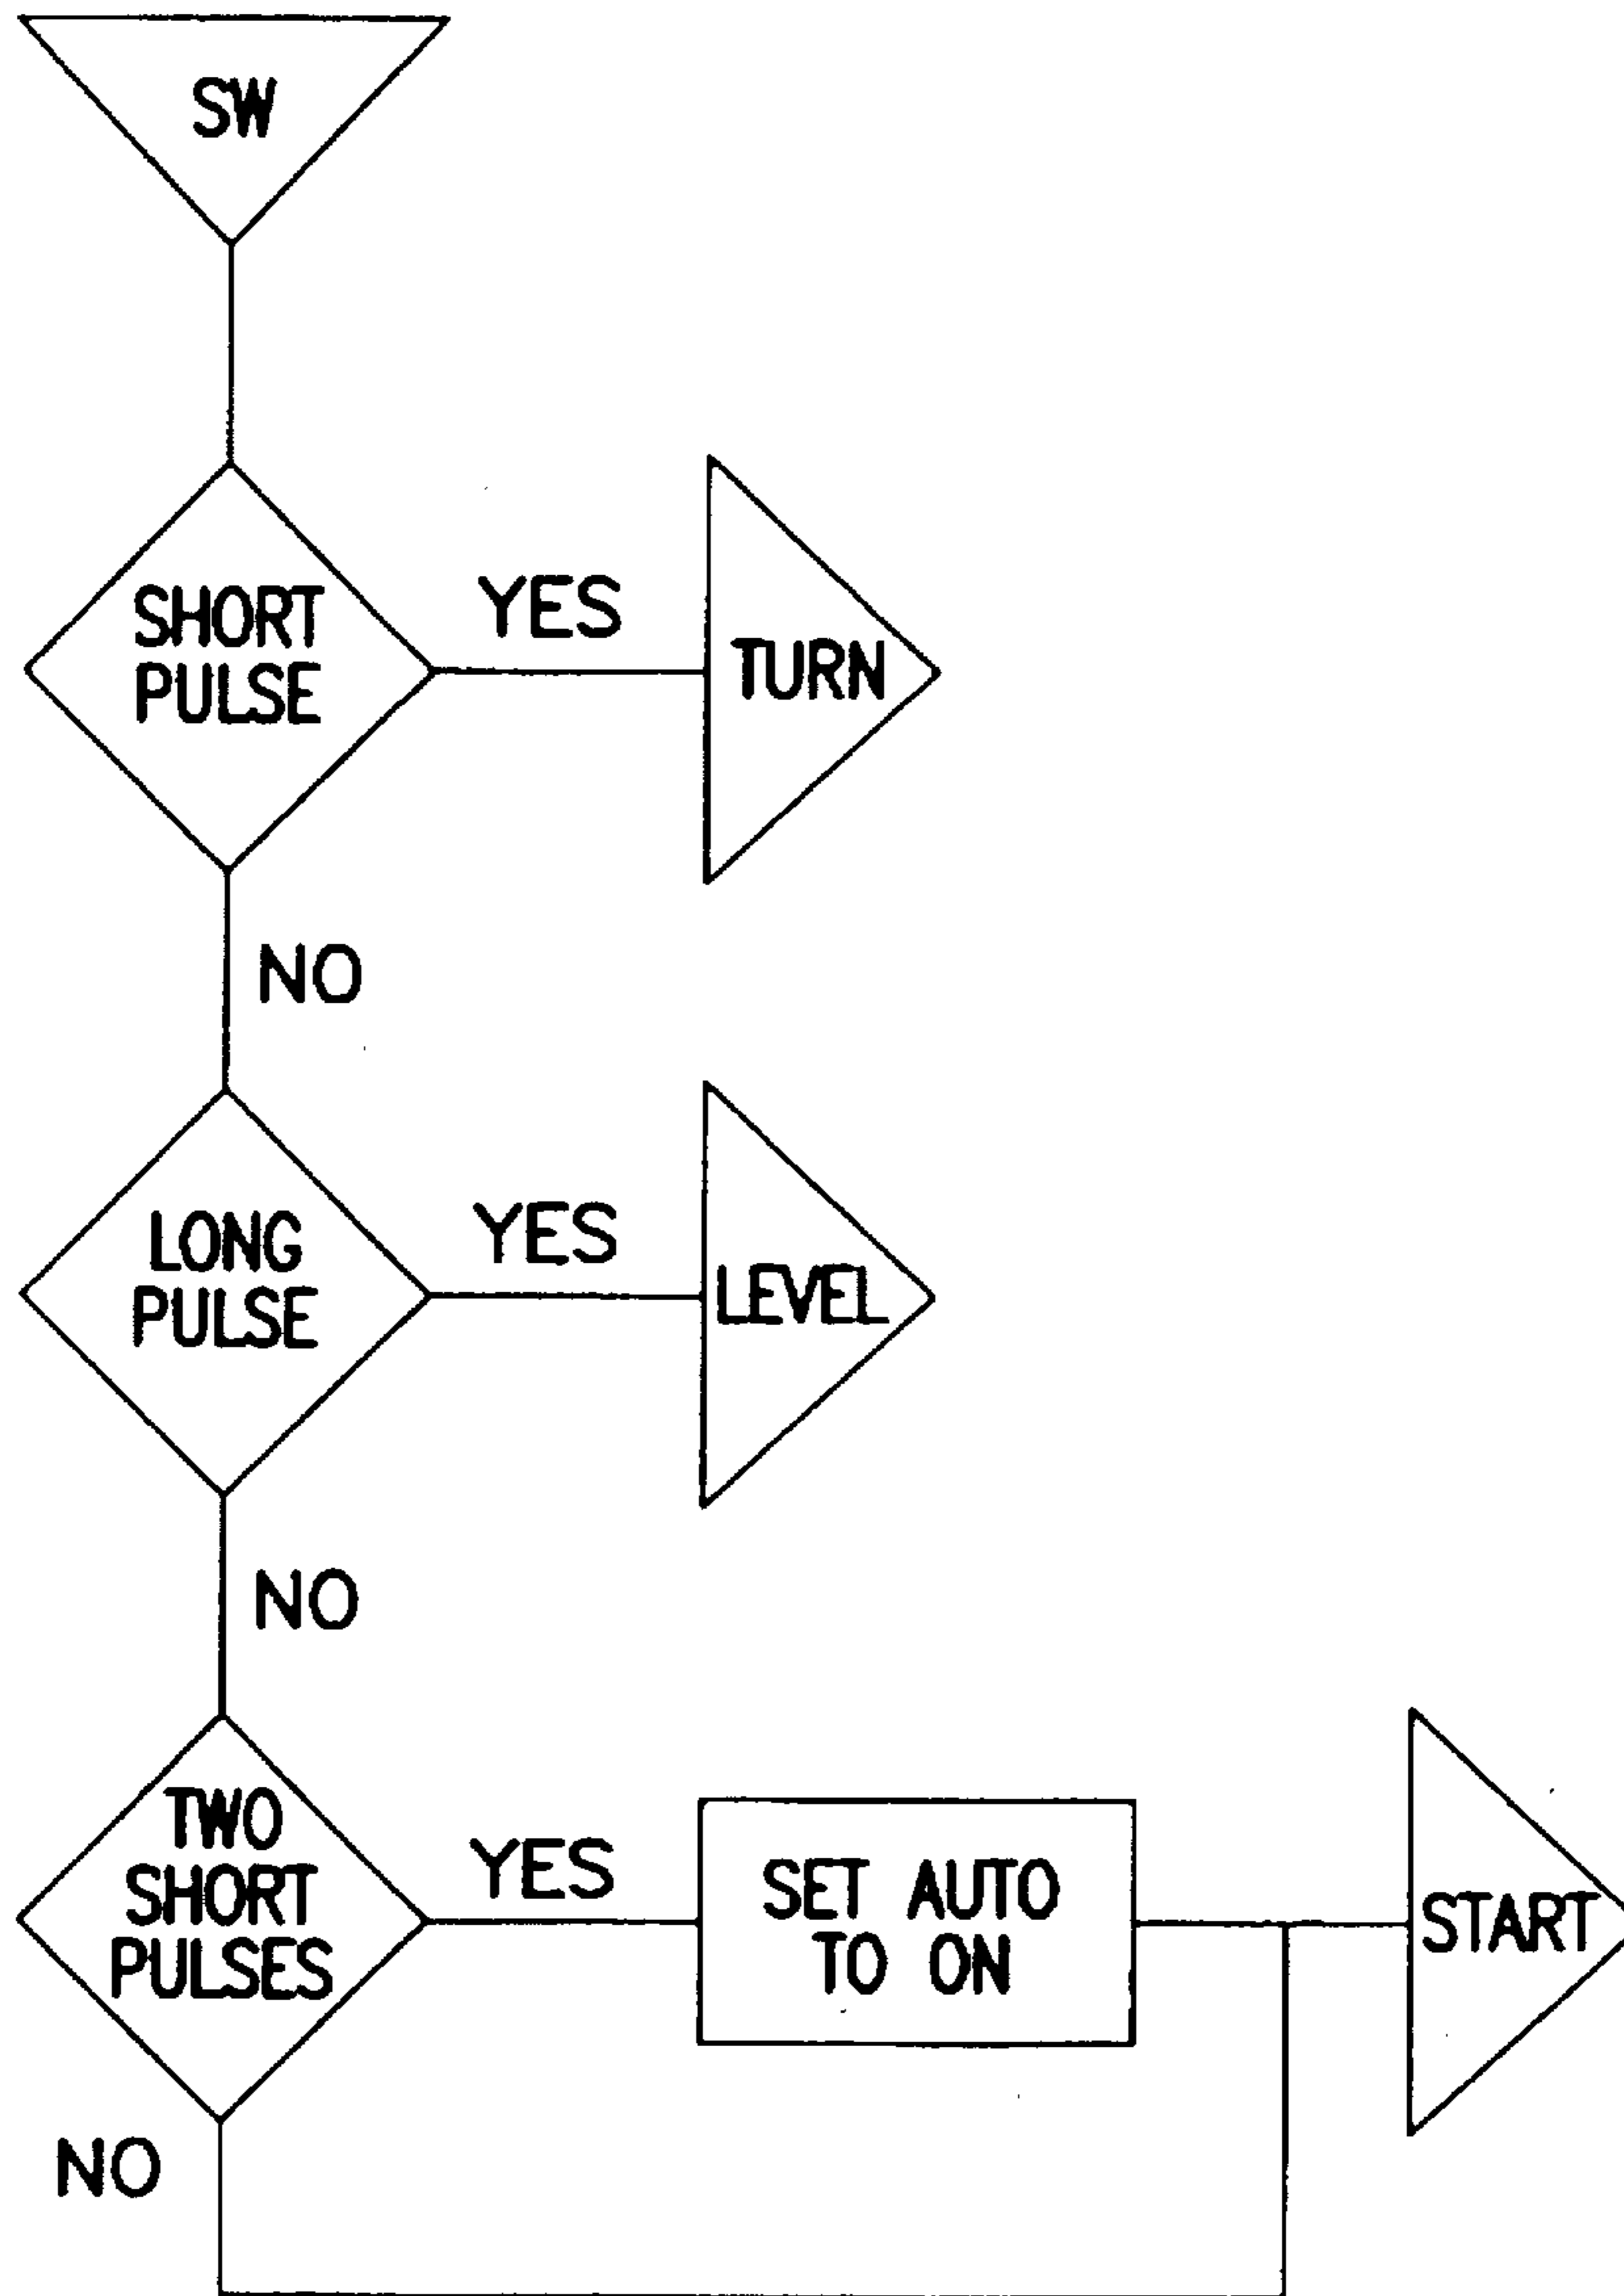 SW
SHORT
PULSE
YES
TURN
NO
LONG
PULSE
YES
LEVEL
NO
TWO
SHORT
PULSES
YES
SET AUTO
TO ON
START
NO